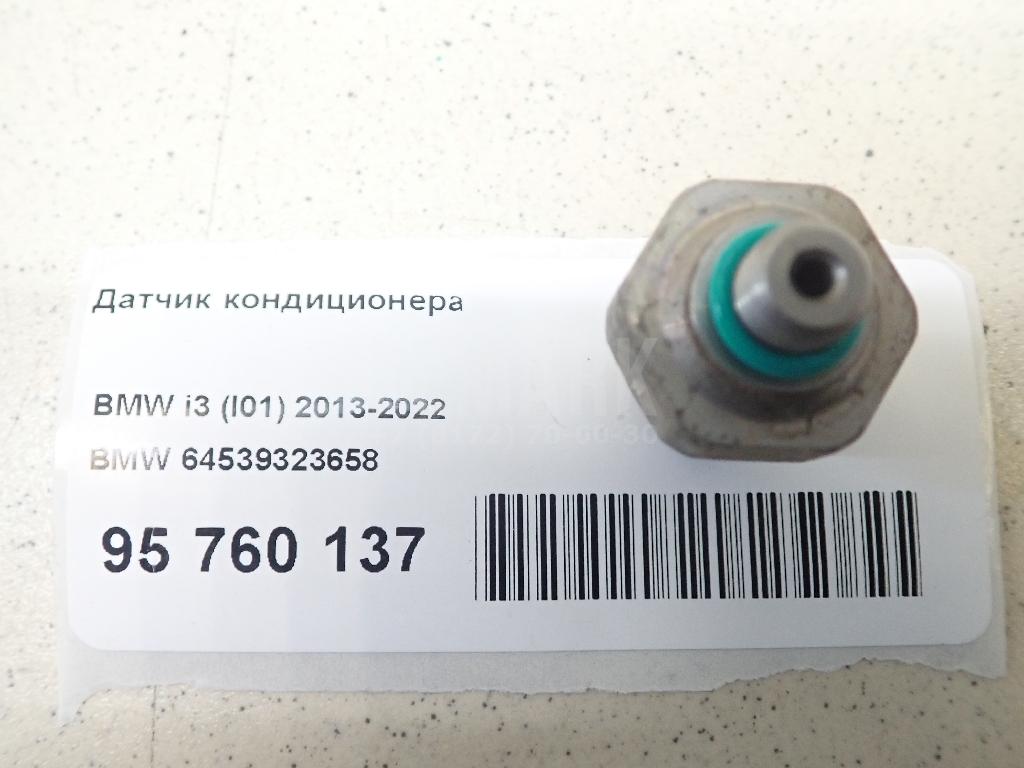 Датчик кондиционера
BMW i3 (I01) 2013-2022
BMW 64539323658
95 760 137